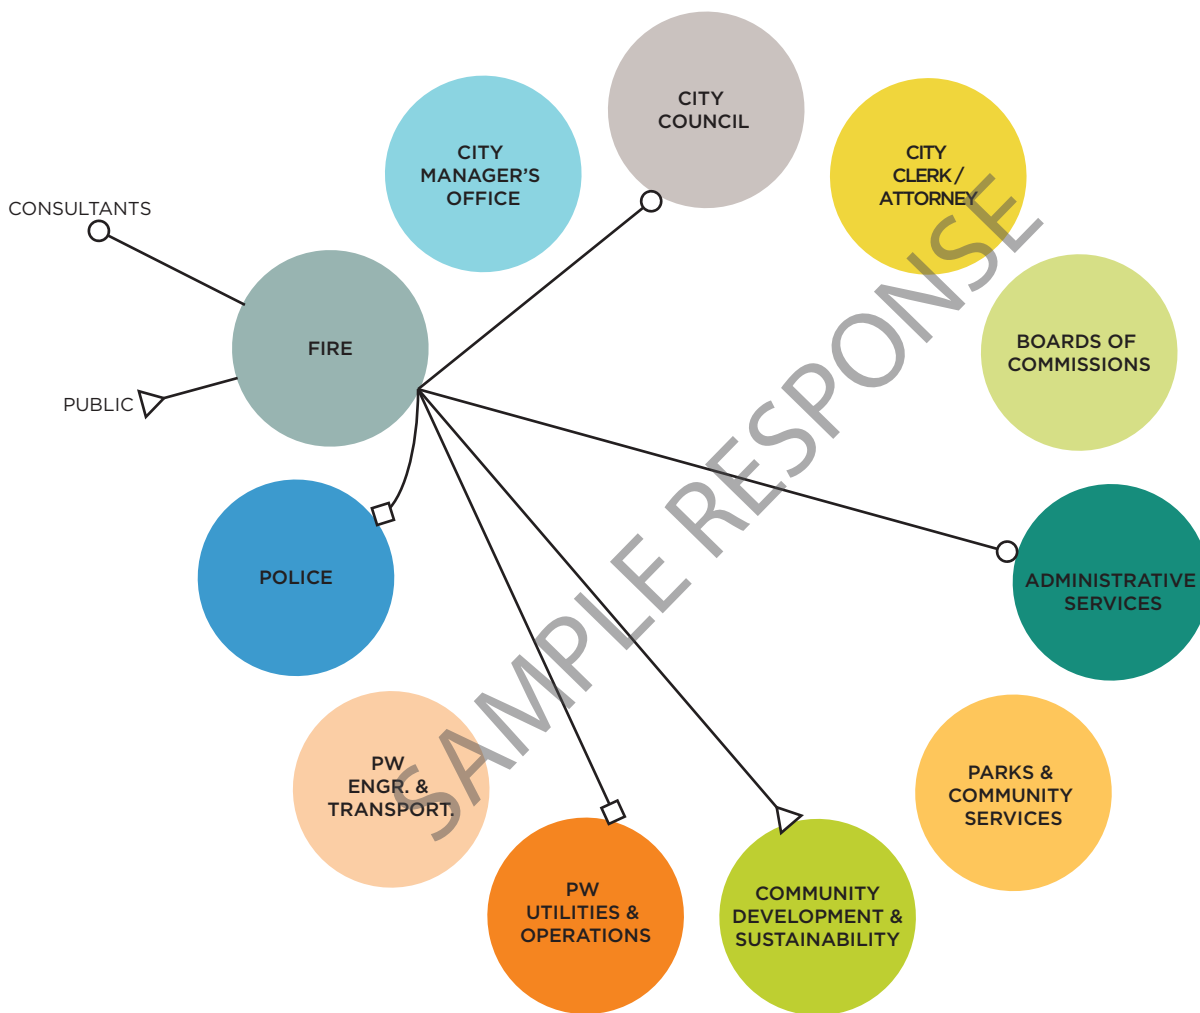 CITY
COUNCIL
CITY
MANAGER'S
OFFICE
CITY
CLERK /
ATTORNEY
CONSULTANTS
FIRE
BOARDS OF
COMMISSIONS
PUBLIC
POLICE
ADMINISTRATIVE
SERVICES
PW
ENGR. &
TRANSPORT.
PARKS &
COMMUNITY
SERVICES
PW
UTILITIES &
OPERATIONS
COMMUNITY
DEVELOPMENT &
SUSTAINABILITY
SAMPLE RESPONSE